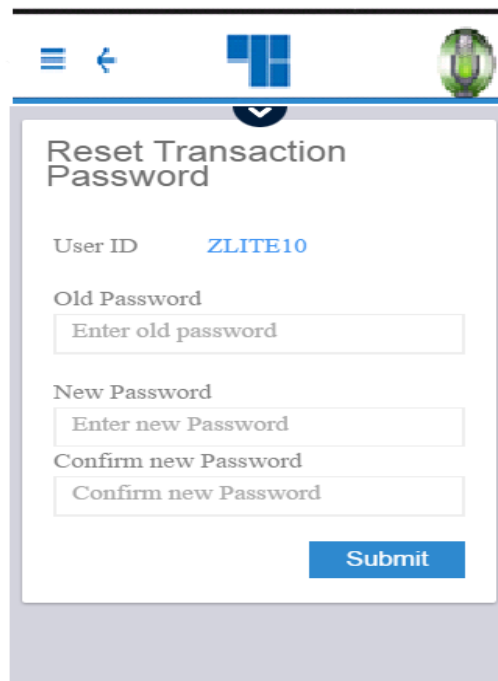 Reset Transaction
Password
User ID ZLITE10
Old Password
Enter old password
New Password
Enter new Password
Confirm new Password
Confirm new Password
Submit